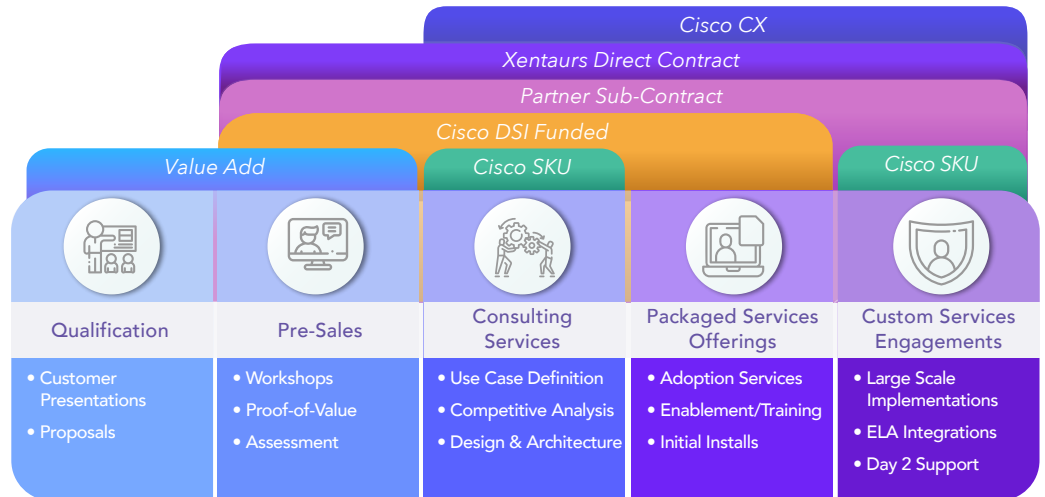 Cisco CX
Xentaurs Direct Contract
Partner Sub-Contract
Cisco DSI Funded
Value Add
Cisco SKU
Cisco SKU
Qualification
• Customer
Presentations
• Proposals
Pre-Sales
• Workshops
• Proof-of-Value
• Assessment
Consulting
Services
• Use Case Definition
• Competitive Analysis
• Design & Architecture
Packaged Services
Offerings
• Adoption Services
• Enablement/Training
• Initial Installs
Custom Services
Engagements
• Large Scale
Implementations
• ELA Integrations
• Day 2 Support